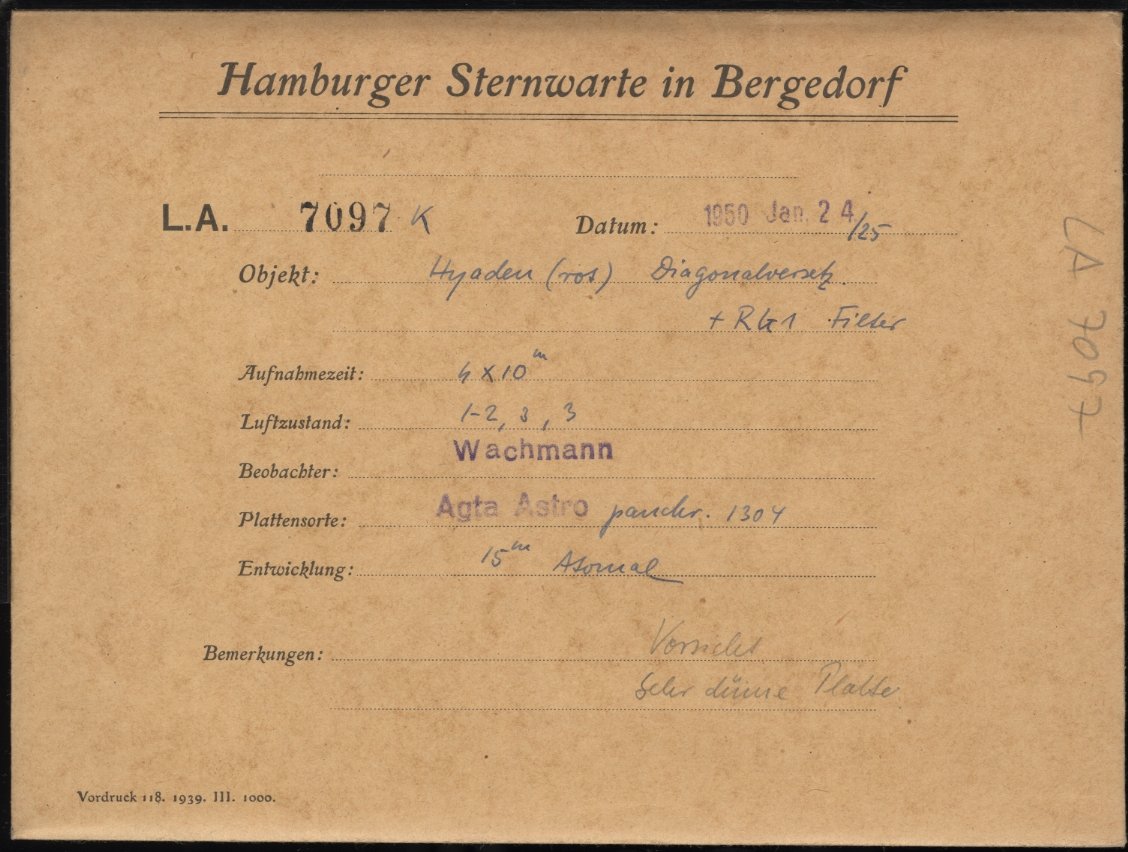 Hamburger Sternwarte in Bergedorf
L.A. 7097 K Datum: 1950 Jan. 24/25
Objekt: Hyaden (rot) Diagonalversetz.
+ RG1 Filter
Aufnahmezeit: 4 x 10m
Luftzustand: 1-2, 3, 3
Beobachter: Wachmann
Plattensorte: Agfa Astro panchr. 1304
Entwicklung: 15m Atomal
Bemerkungen: Vorsicht
Sehr dünne Platte
Vordruck 118. 1939. III. 1000.
LA 7097